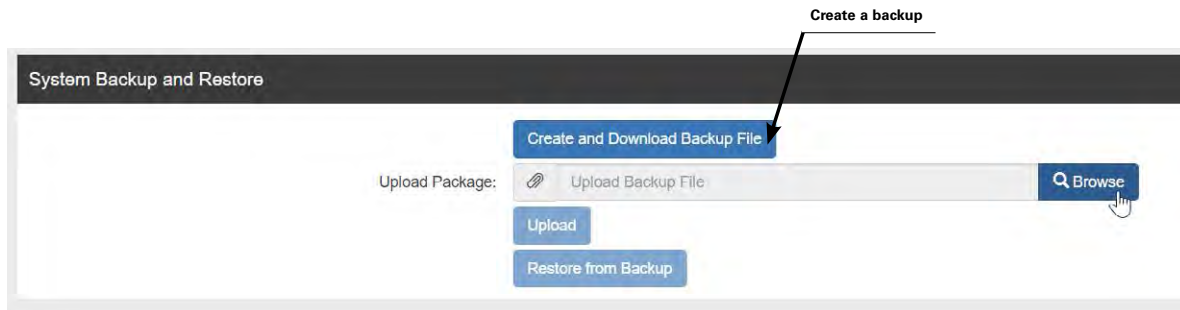 Create a backup
System Backup and Restore
Create and Download Backup File
Upload Package: Upload Backup File Browse
Upload
Restore from Backup